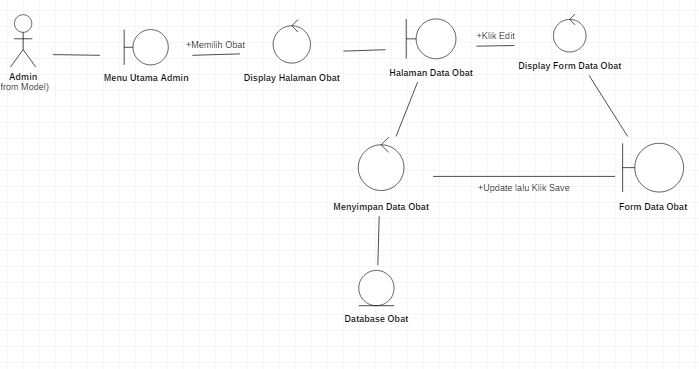 +Memilih Obat
+Klik Edit
Admin
from Model)
Menu Utama Admin
Display Halaman Obat
Halaman Data Obat
Display Form Data Obat
+Update lalu Klik Save
Menyimpan Data Obat
Form Data Obat
Database Obat